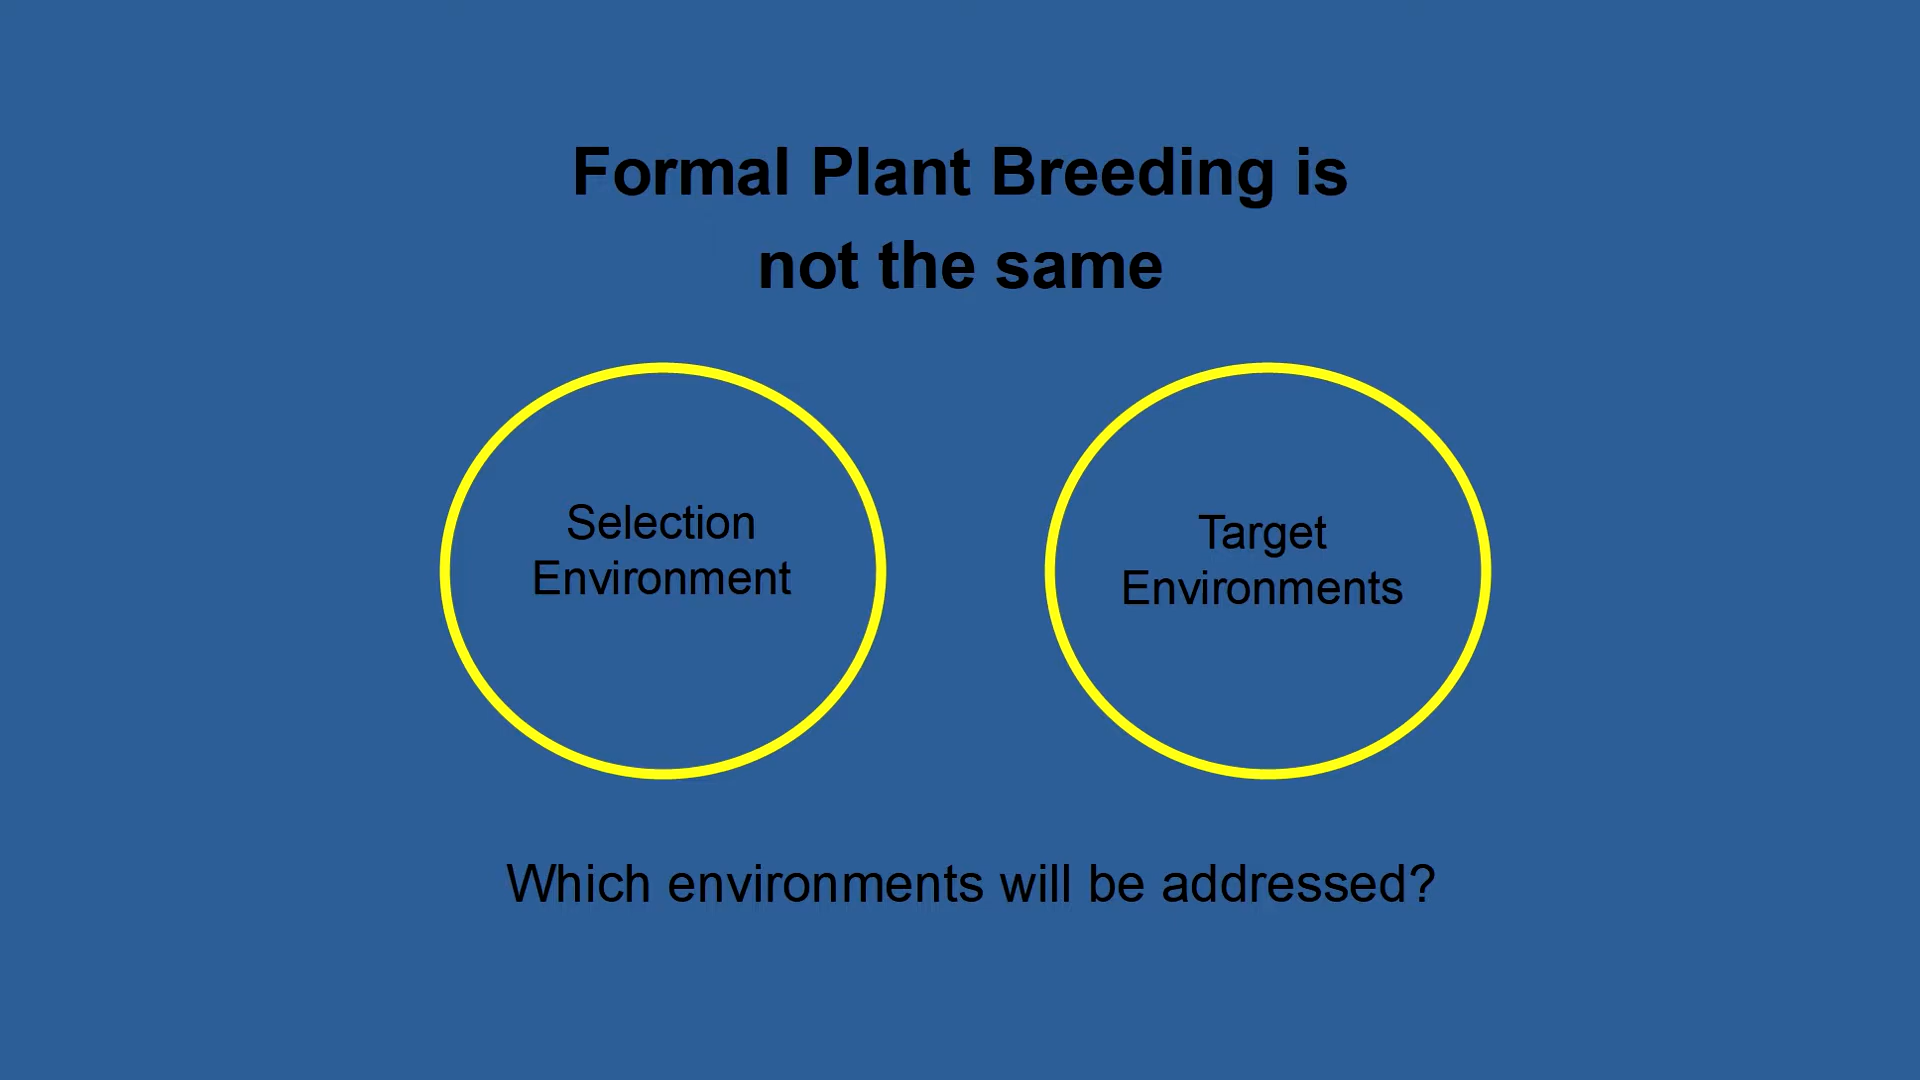 Formal Plant Breeding is
not the same
Selection
Environment
Target
Environments
Which environments will be addressed?